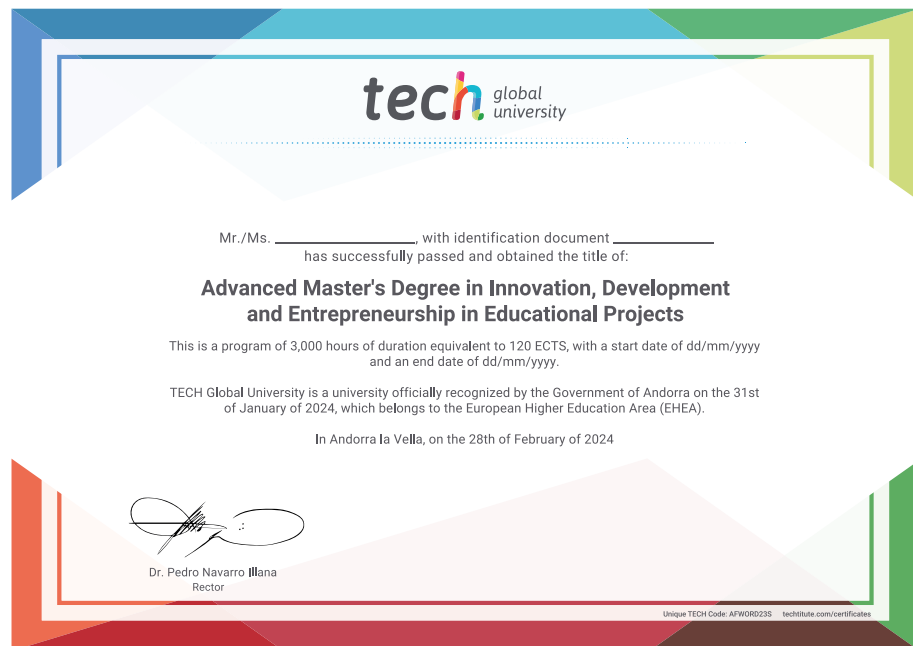 tech global
university
Mr./Ms. ____________, with identification document ____________
has successfully passed and obtained the title of:
Advanced Master's Degree in Innovation, Development
and Entrepreneurship in Educational Projects
This is a program of 3,000 hours of duration equivalent to 120 ECTS, with a start date of dd/mm/yyyy
and an end date of dd/mm/yyyy.
TECH Global University is a university officially recognized by the Government of Andorra on the 31st
of January of 2024, which belongs to the European Higher Education Area (EHEA).
In Andorra la Vella, on the 28th of February of 2024
Dr. Pedro Navarro Illana
Rector
Unique TECH Code: AFWORD23S techtitute.com/certificates